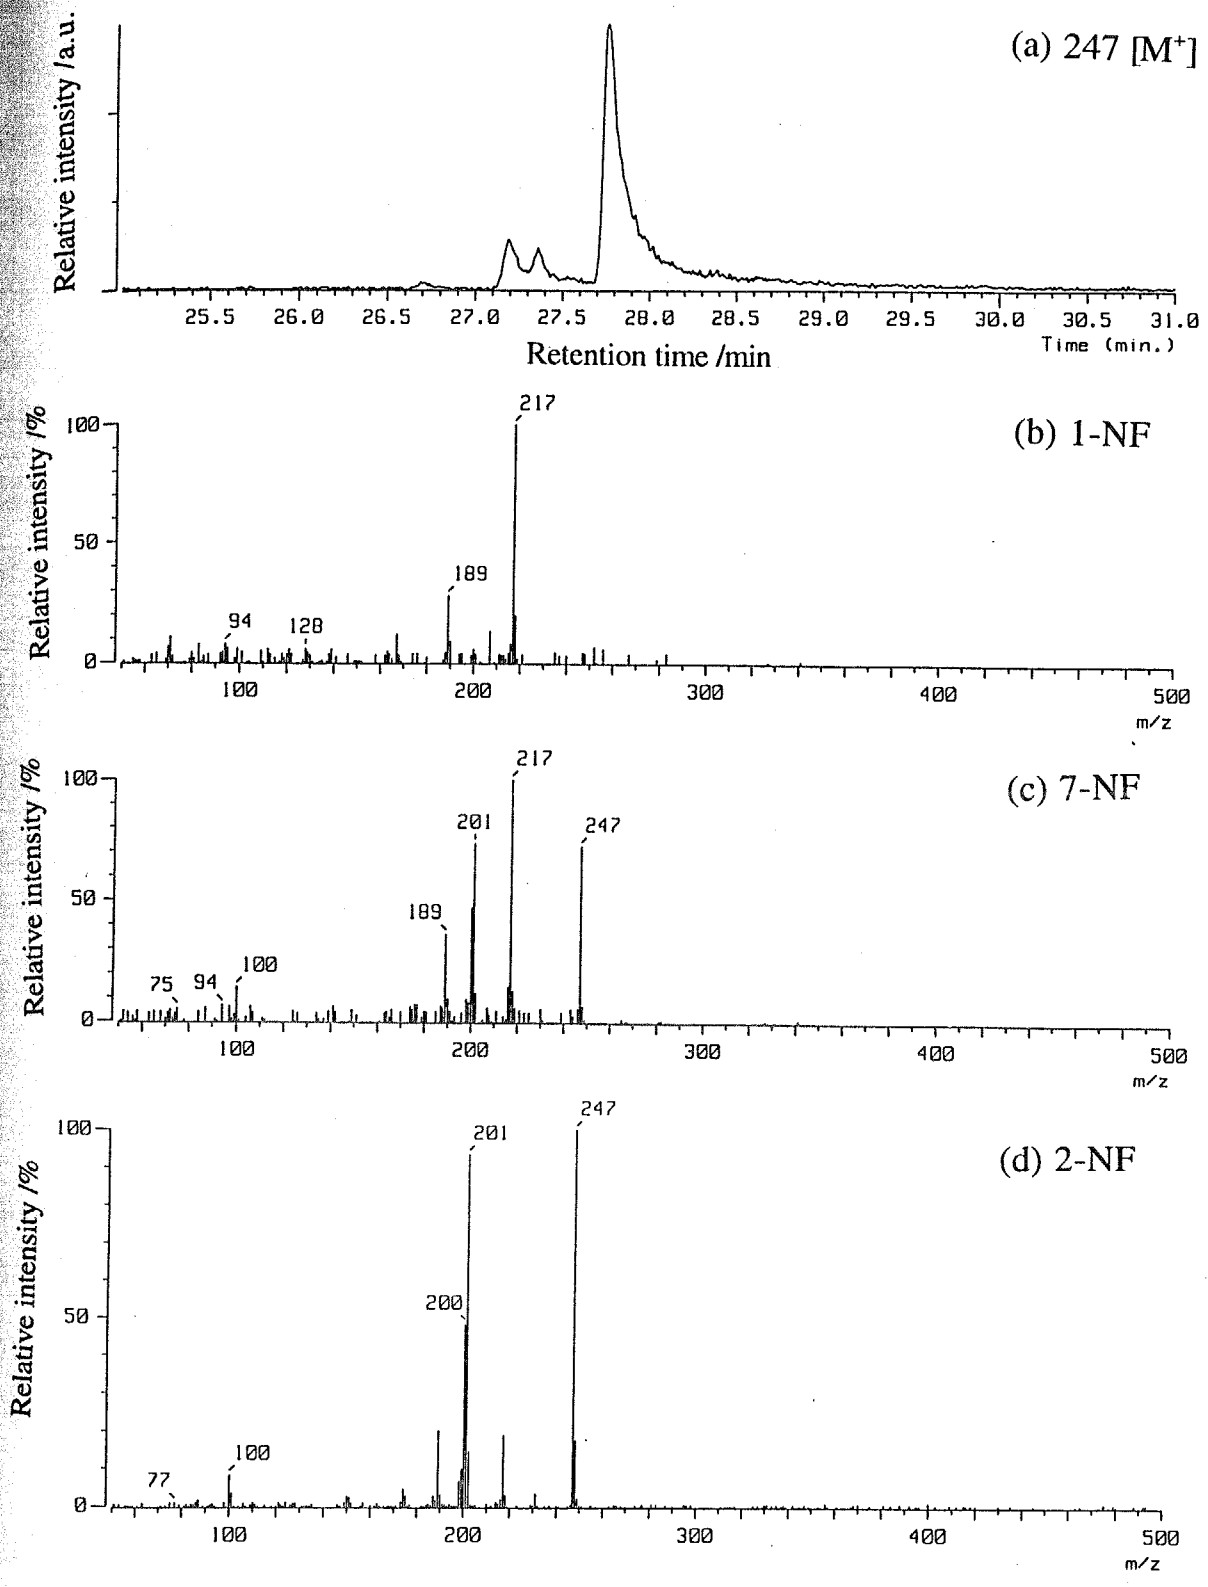 (a) 247 [M⁺]
Relative intensity /a.u.
25.5 26.0 26.5 27.0 27.5 28.0 28.5 29.0 29.5 30.0 30.5 31.0
Time (min.)
Retention time /min
(b) 1-NF
Relative intensity /%
100
50
0
217
189
94
128
100 200 300 400 500
m/z
(c) 7-NF
Relative intensity /%
100
50
0
217
201
247
189
75
94
100
100 200 300 400 500
m/z
(d) 2-NF
Relative intensity /%
100
50
0
247
201
200
100
77
100 200 300 400 500
m/z